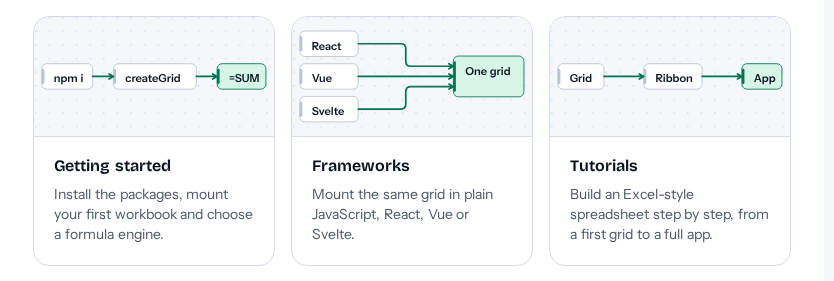 npm i
createGrid
=SUM
Getting started
Install the packages, mount
your first workbook and choose
a formula engine.
React
Vue
Svelte
One grid
Frameworks
Mount the same grid in plain
JavaScript, React, Vue or
Svelte.
Grid
Ribbon
App
Tutorials
Build an Excel-style
spreadsheet step by step, from
a first grid to a full app.